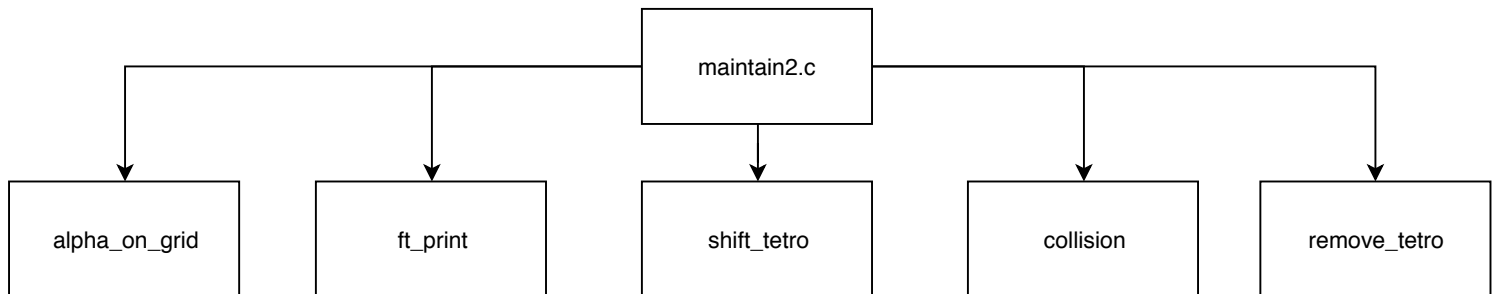 maintain2.c
alpha_on_grid
ft_print
shift_tetro
collision
remove_tetro